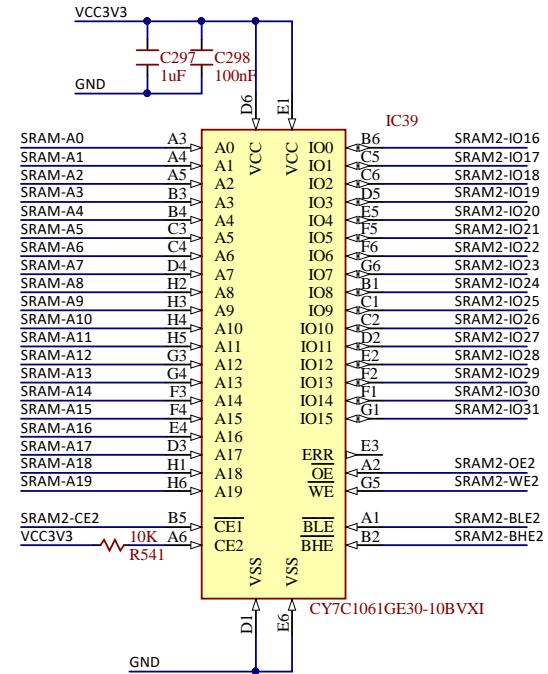 VCC3V3
C297 C298
1uF 100nF
GND
D6 E1
IC39
SRAM-A0 A3 A0 VCC VCC IO0 B6 SRAM2-IO16
SRAM-A1 A4 A1 IO1 C5 SRAM2-IO17
SRAM-A2 A5 A2 IO2 C6 SRAM2-IO18
SRAM-A3 B3 A3 IO3 D5 SRAM2-IO19
SRAM-A4 B4 A4 IO4 E5 SRAM2-IO20
SRAM-A5 C3 A5 IO5 F5 SRAM2-IO21
SRAM-A6 C4 A6 IO6 F6 SRAM2-IO22
SRAM-A7 D4 A7 IO7 G6 SRAM2-IO23
SRAM-A8 H2 A8 IO8 B1 SRAM2-IO24
SRAM-A9 H3 A9 IO9 C1 SRAM2-IO25
SRAM-A10 H4 A10 IO10 C2 SRAM2-IO26
SRAM-A11 H5 A11 IO11 D2 SRAM2-IO27
SRAM-A12 G3 A12 IO12 E2 SRAM2-IO28
SRAM-A13 G4 A13 IO13 F2 SRAM2-IO29
SRAM-A14 F3 A14 IO14 F1 SRAM2-IO30
SRAM-A15 F4 A15 IO15 G1 SRAM2-IO31
SRAM-A16 E4 A16
SRAM-A17 D3 A17 ERR E3
SRAM-A18 H1 A18 OE A2 SRAM2-OE2
SRAM-A19 H6 A19 WE G5 SRAM2-WE2
SRAM2-CE2 B5 CE1 BLE A1 SRAM2-BLE2
VCC3V3 10K A6 CE2 BHE B2 SRAM2-BHE2
R541
VSS VSS
CY7C1061GE30-10BVXI
D1 E6
GND